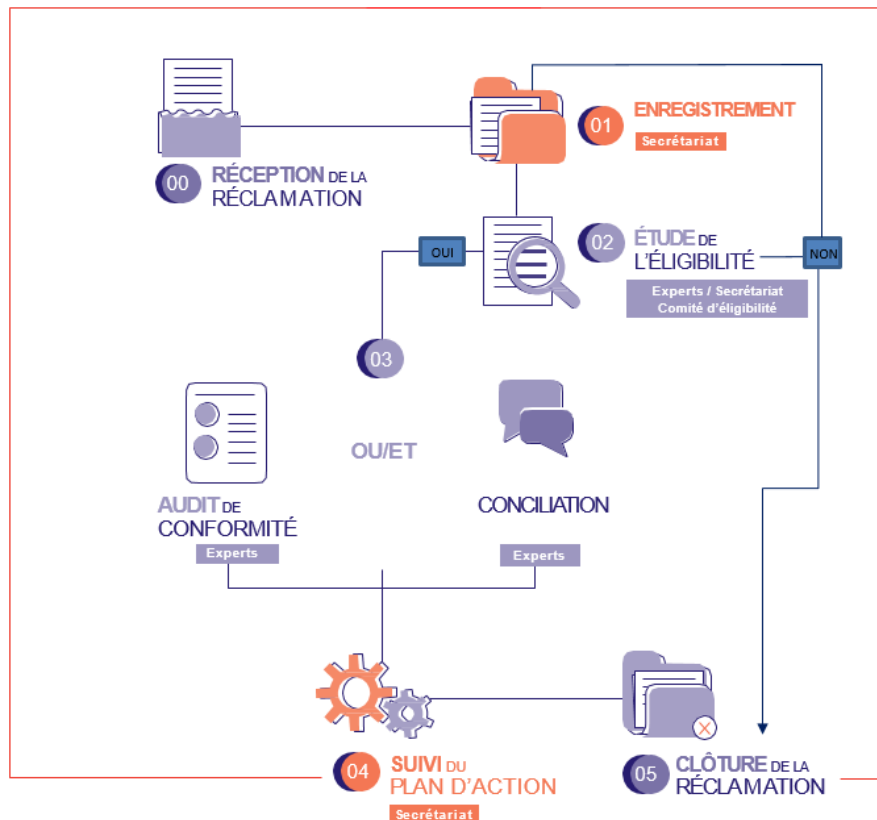 00
RÉCEPTION DE LA
RÉCLAMATION
01
ENREGISTREMENT
Secrétariat
02
ÉTUDE DE
L'ÉLIGIBILITÉ
Experts / Secrétariat
Comité d'éligibilité
OUI
NON
03
OU/ET
AUDIT DE
CONFORMITÉ
Experts
CONCILIATION
Experts
04
SUIVI DU
PLAN D'ACTION
Secrétariat
05
CLÔTURE DE LA
RÉCLAMATION